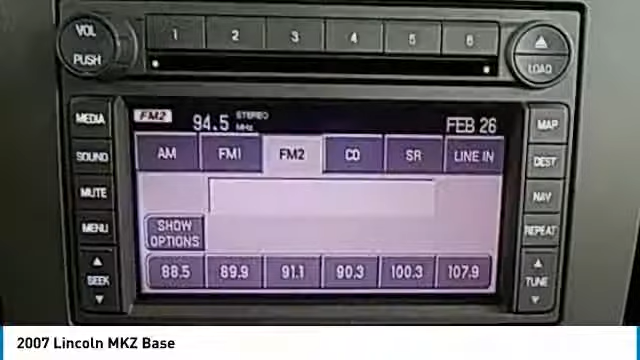 VOL
PUSH
1 2 3 4 5 6
LOAD
MEDIA
SOUND
MUTE
MENU
SEEK
FM2 94.5 STEREO
MHz
FEB 26
AM FM1 FM2 CD SR LINE IN
SHOW
OPTIONS
88.5 89.9 91.1 90.3 100.3 107.9
MAP
DEST
NAV
REPEAT
TUNE
2007 Lincoln MKZ Base